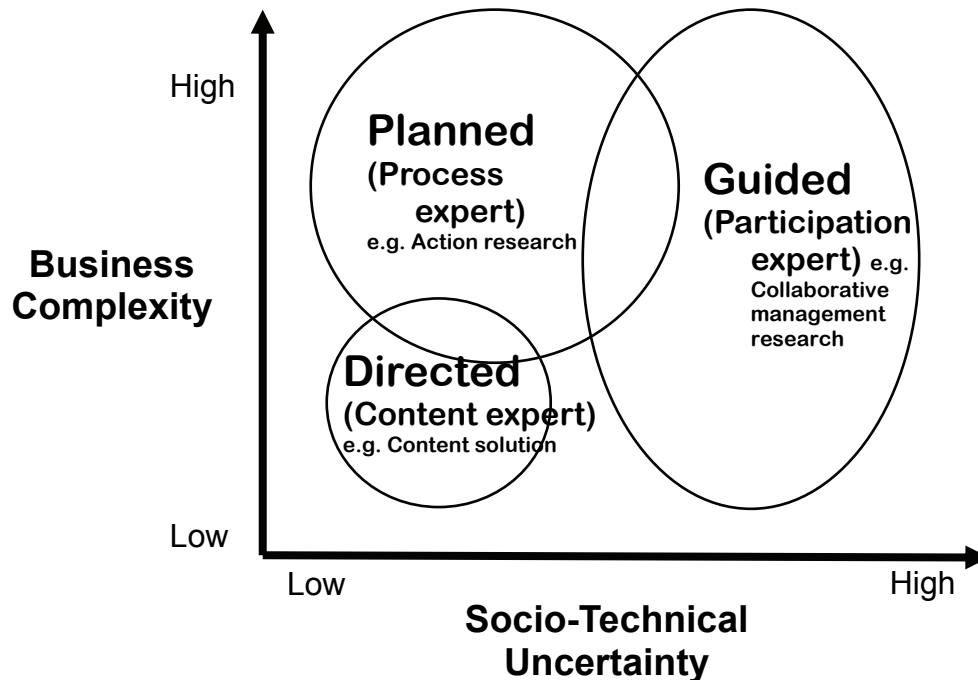 High
Planned
(Process
expert)
e.g. Action research
Guided
(Participation
expert) e.g.
Collaborative
management
research
Business
Complexity
Directed
(Content expert)
e.g. Content solution
Low
Low
High
Socio-Technical
Uncertainty